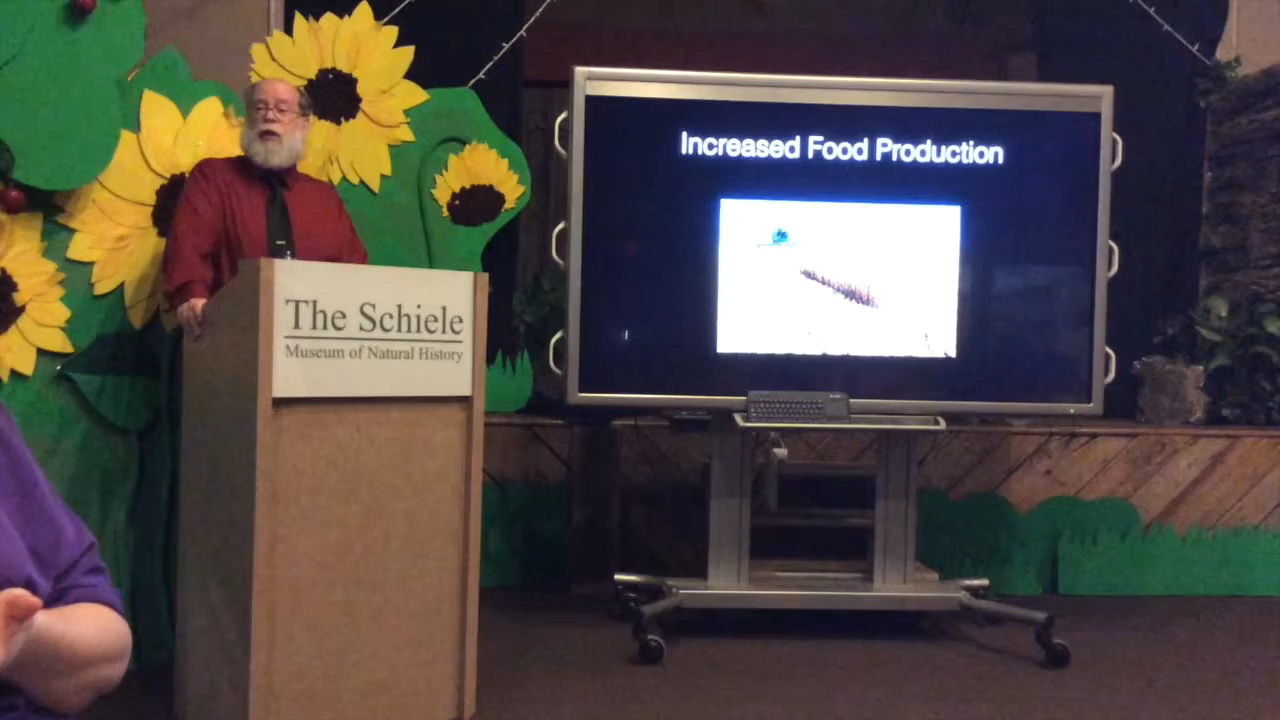 Increased Food Production
The Schiele
Museum of Natural History